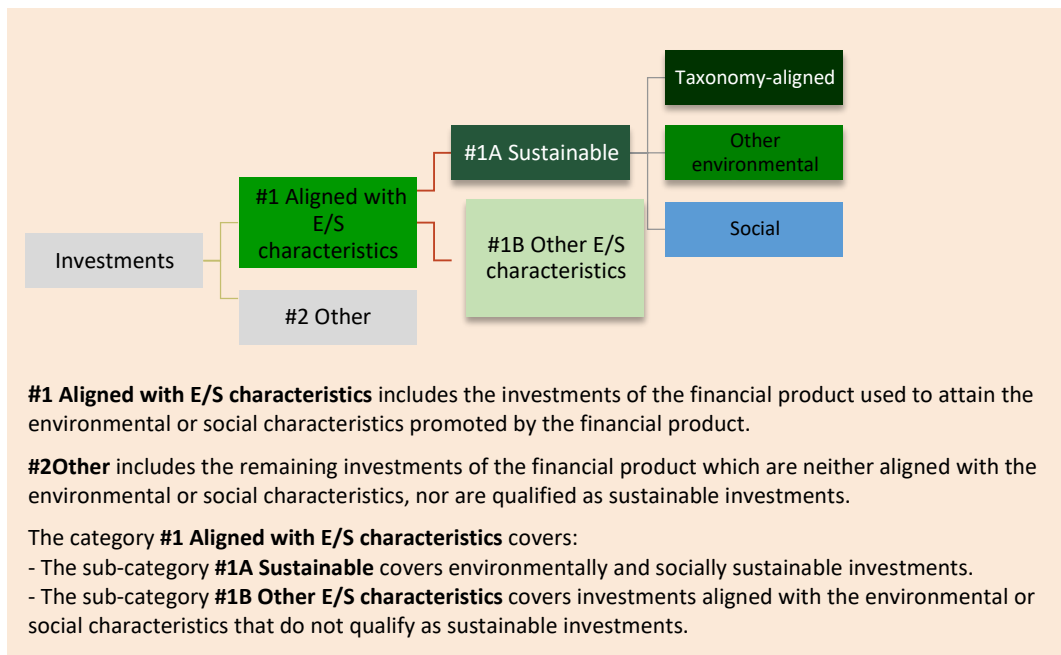 Taxonomy-aligned
#1A Sustainable
Other
environmental
#1 Aligned with
E/S
characteristics
#1B Other E/S
characteristics
Social
Investments
#2 Other
#1 Aligned with E/S characteristics includes the investments of the financial product used to attain the
environmental or social characteristics promoted by the financial product.
#2Other includes the remaining investments of the financial product which are neither aligned with the
environmental or social characteristics, nor are qualified as sustainable investments.
The category #1 Aligned with E/S characteristics covers:
- The sub-category #1A Sustainable covers environmentally and socially sustainable investments.
- The sub-category #1B Other E/S characteristics covers investments aligned with the environmental or
social characteristics that do not qualify as sustainable investments.